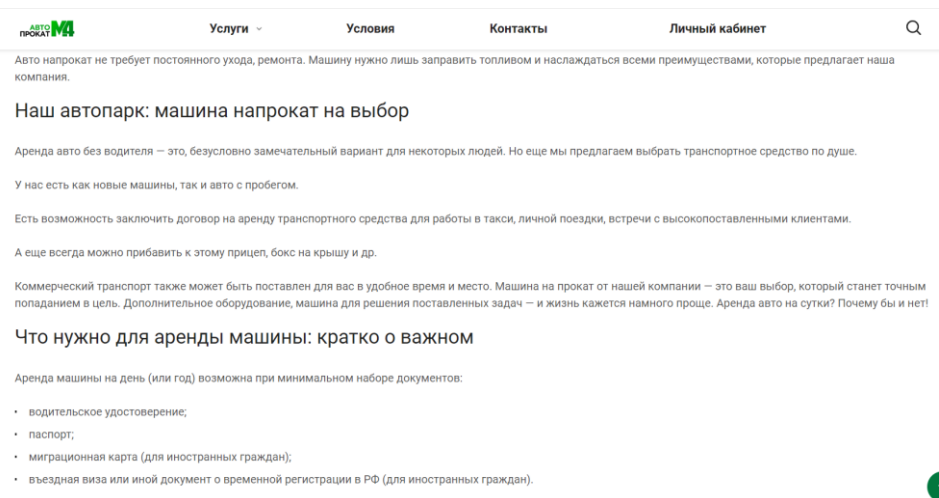 АВТО
ПРОКАТ М4
Услуги
Условия
Контакты
Личный кабинет
Авто напрокат не требует постоянного ухода, ремонта. Машину нужно лишь заправить топливом и наслаждаться всеми преимуществами, которые предлагает наша
компания.
Наш автопарк: машина напрокат на выбор
Аренда авто без водителя — это, безусловно замечательный вариант для некоторых людей. Но еще мы предлагаем выбрать транспортное средство по душе.
У нас есть как новые машины, так и авто с пробегом.
Есть возможность заключить договор на аренду транспортного средства для работы в такси, личной поездки, встречи с высокопоставленными клиентами.
А еще всегда можно прибавить к этому прицеп, бокс на крышу и др.
Коммерческий транспорт также может быть поставлен для вас в удобное время и место. Машина на прокат от нашей компании — это ваш выбор, который станет точным
попаданием в цель. Дополнительное оборудование, машина для решения поставленных задач — и жизнь кажется намного проще. Аренда авто на сутки? Почему бы и нет!
Что нужно для аренды машины: кратко о важном
Аренда машины на день (или год) возможна при минимальном наборе документов:
• водительское удостоверение;
• паспорт;
• миграционная карта (для иностранных граждан);
• въездная виза или иной документ о временной регистрации в РФ (для иностранных граждан).